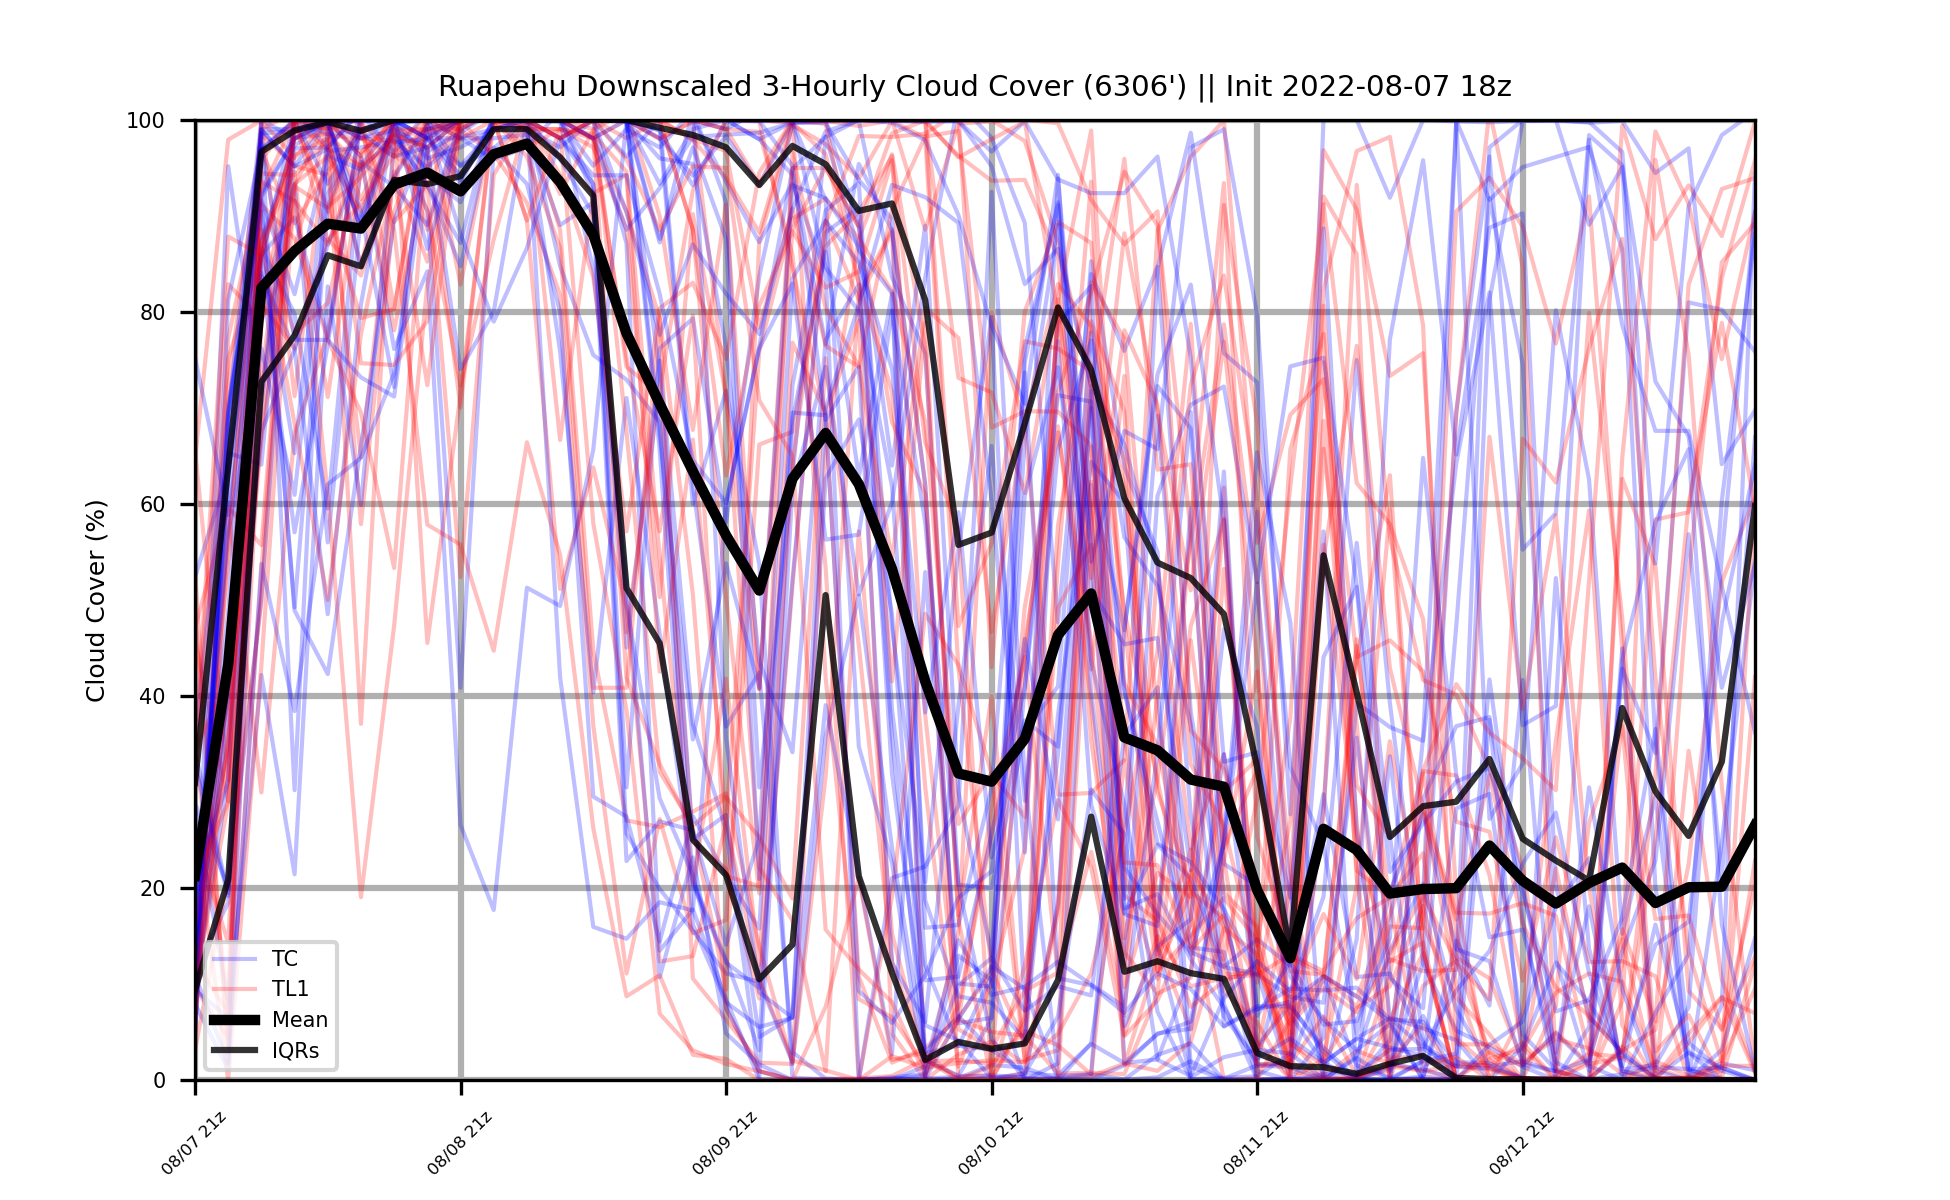 Ruapehu Downscaled 3-Hourly Cloud Cover (6306') || Init 2022-08-07 18z
Cloud Cover (%)
100
80
60
40
20
0
TC
TL1
Mean
IQRs
08/07 21z
08/08 21z
08/09 21z
08/10 21z
08/11 21z
08/12 21z